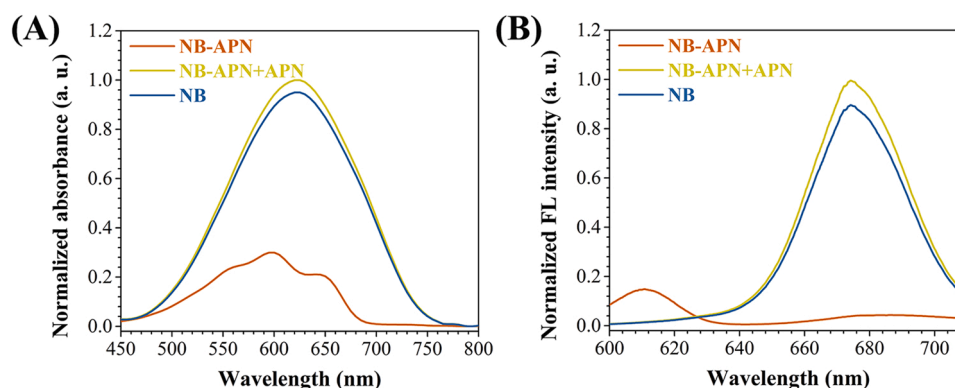 (A)
Normalized absorbance (a. u.)
1.2
1.0
0.8
0.6
0.4
0.2
0.0
NB-APN
NB-APN+APN
NB
450 500 550 600 650 700 750 800
Wavelength (nm)
(B)
Normalized FL intensity (a. u.)
1.2
1.0
0.8
0.6
0.4
0.2
0.0
NB-APN
NB-APN+APN
NB
600 620 640 660 680 700
Wavelength (nm)